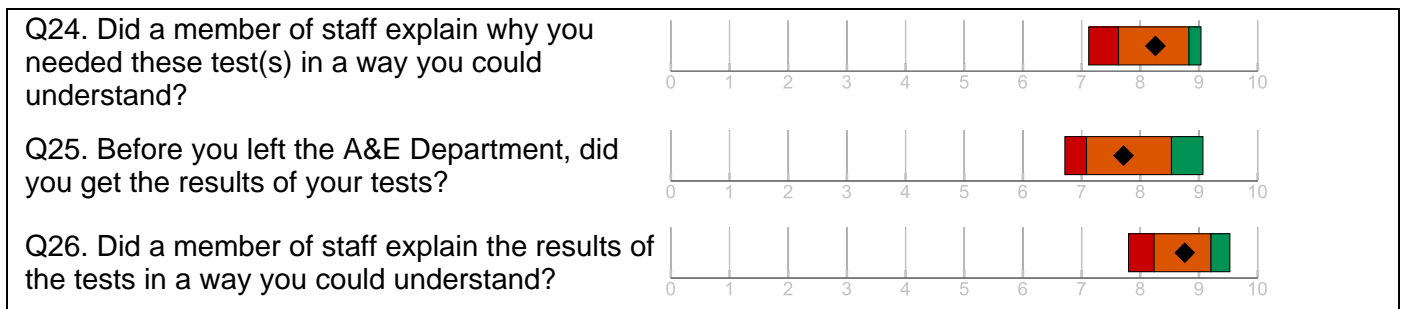 Q24. Did a member of staff explain why you
needed these test(s) in a way you could
understand?
0 1 2 3 4 5 6 7 8 9 10
Q25. Before you left the A&E Department, did
you get the results of your tests?
0 1 2 3 4 5 6 7 8 9 10
Q26. Did a member of staff explain the results of
the tests in a way you could understand?
0 1 2 3 4 5 6 7 8 9 10